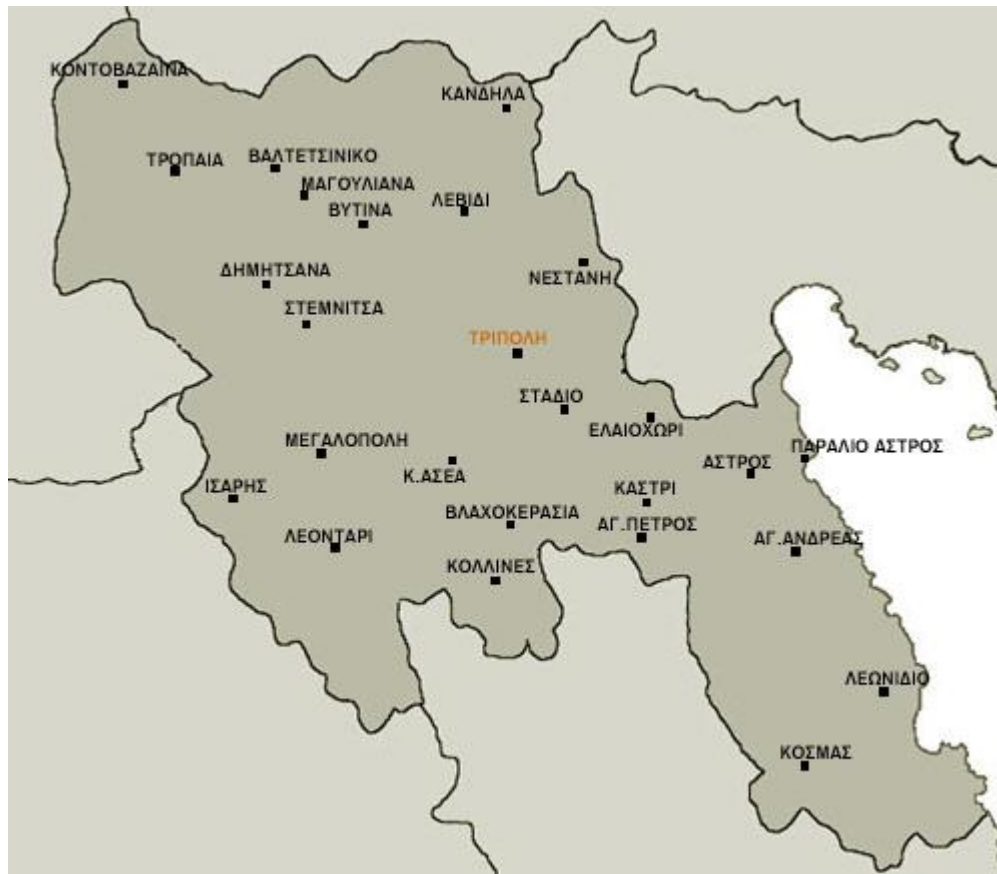 ΚΟΝΤΟΒΑΖΑΙΝΑ
ΚΑΝΔΗΛΑ
ΤΡΟΠΑΙΑ
ΒΑΛΤΕΤΣΙΝΙΚΟ
ΜΑΓΟΥΛΙΑΝΑ
ΛΕΒΙΔΙ
ΒΥΤΙΝΑ
ΔΗΜΗΤΣΑΝΑ
ΝΕΣΤΑΝΗ
ΣΤΕΜΝΙΤΣΑ
ΤΡΙΠΟΛΗ
ΣΤΑΔΙΟ
ΕΛΑΙΟΧΩΡΙ
ΜΕΓΑΛΟΠΟΛΗ
ΠΑΡΑΛΙΟ ΑΣΤΡΟΣ
ΑΣΤΡΟΣ
Κ.ΑΣΕΑ
ΙΣΑΡΗΣ
ΚΑΣΤΡΙ
ΒΛΑΧΟΚΕΡΑΣΙΑ
ΑΓ.ΠΕΤΡΟΣ
ΛΕΟΝΤΑΡΙ
ΑΓ.ΑΝΔΡΕΑΣ
ΚΟΛΛΙΝΕΣ
ΛΕΩΝΙΔΙΟ
ΚΟΣΜΑΣ